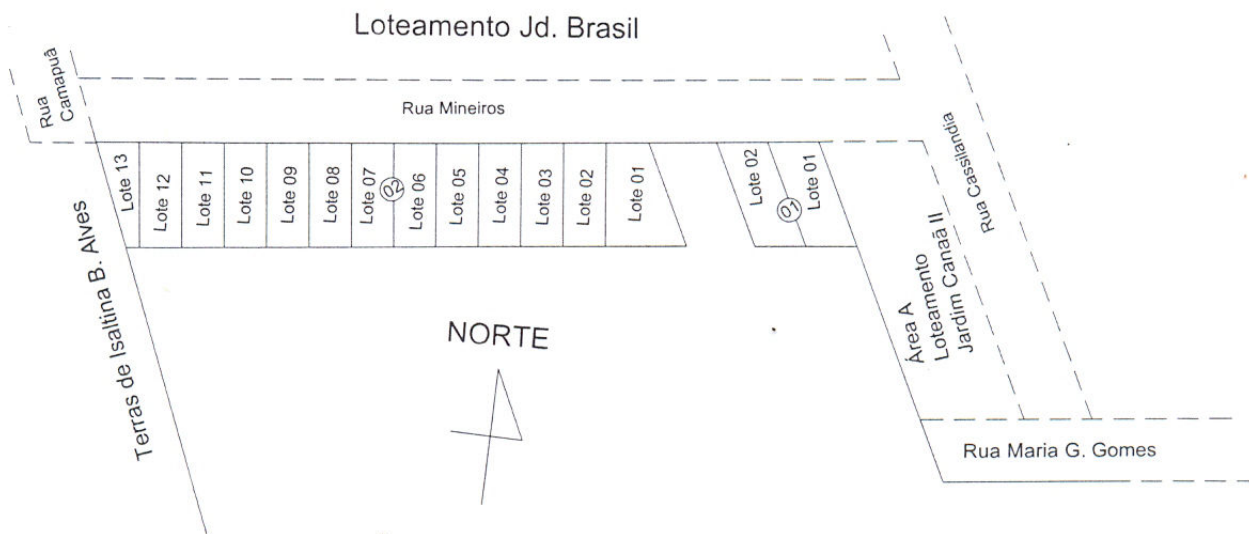 Loteamento Jd. Brasil
Rua
Camapuã
Rua Mineiros
Rua Cassilandia
Lote 13
Lote 12
Lote 11
Lote 10
Lote 09
Lote 08
Lote 07
02
Lote 06
Lote 05
Lote 04
Lote 03
Lote 02
Lote 01
Lote 02
01
Lote 01
Terras de Isaltina B. Alves
Área A
Loteamento
Jardim Canaã II
NORTE
Rua Maria G. Gomes